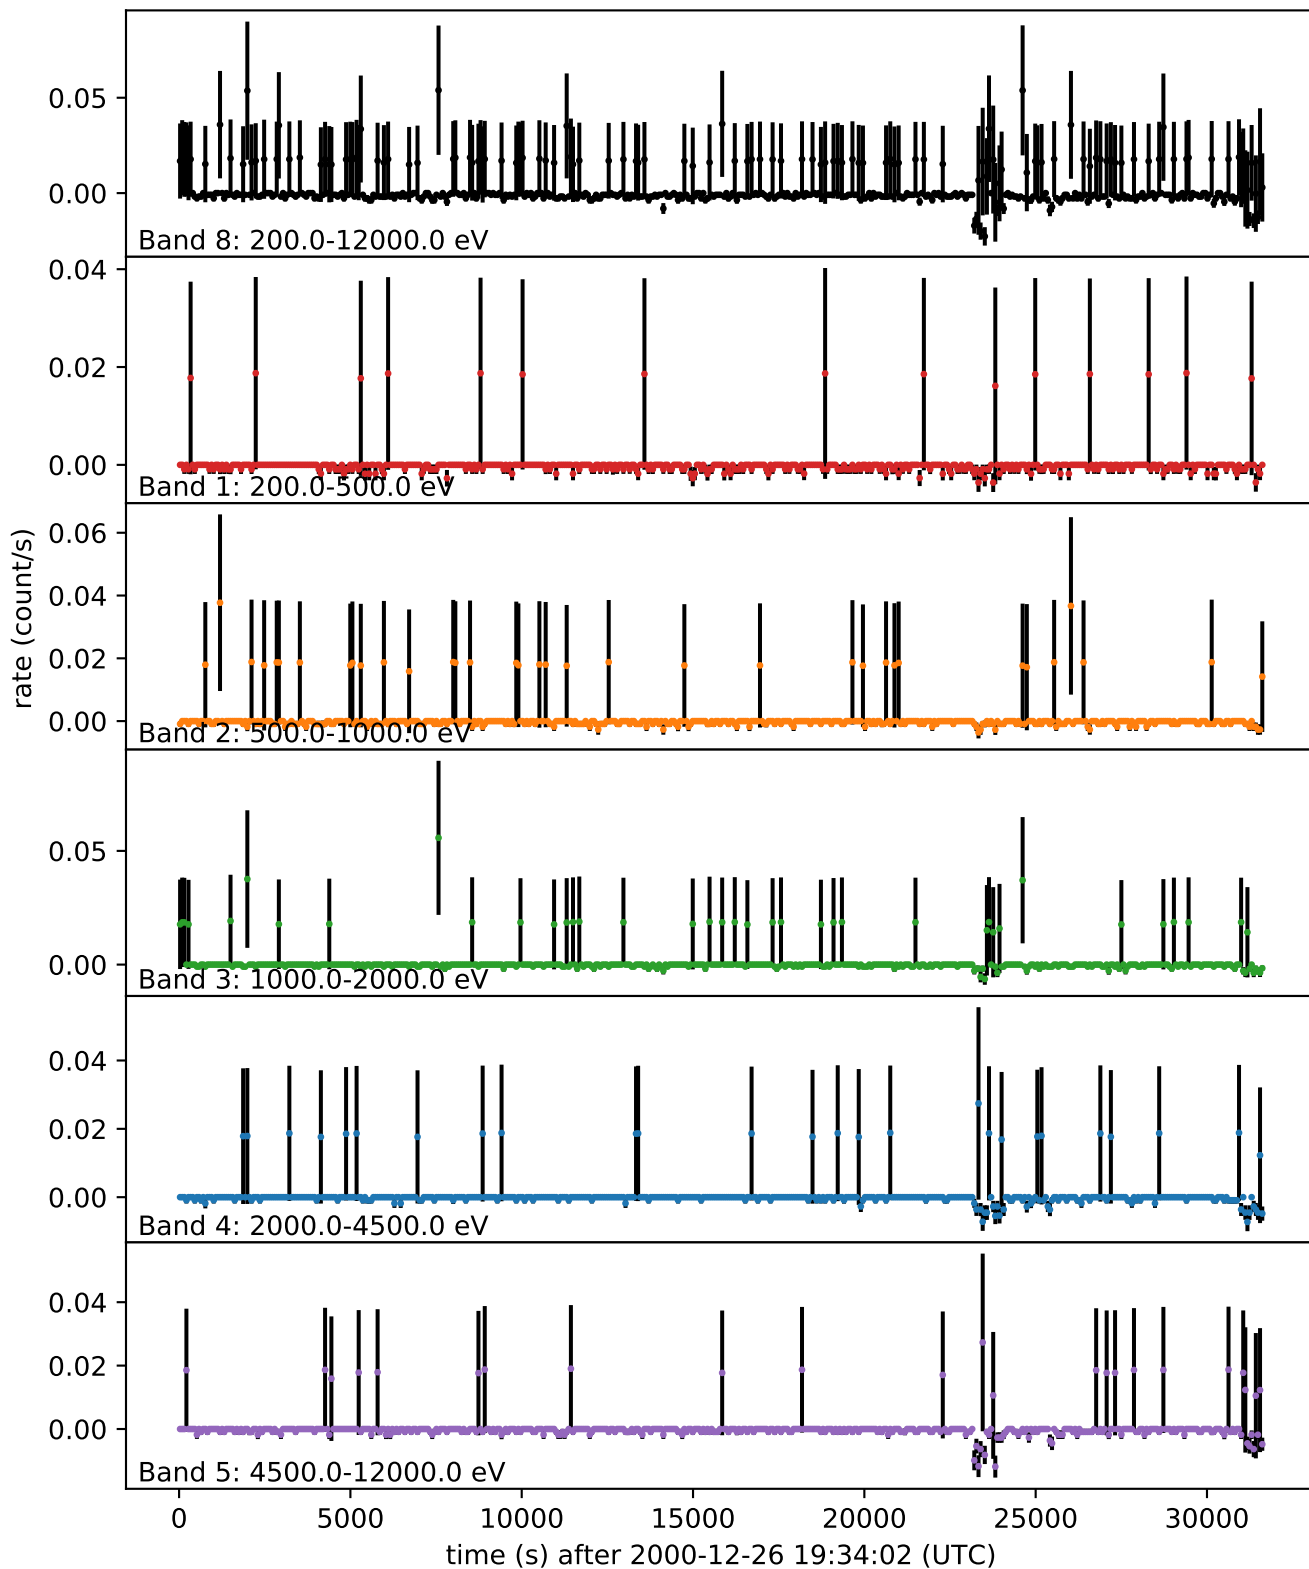 0.05
0.00
Band 8: 200.0-12000.0 eV
0.04
0.02
0.00
Band 1: 200.0-500.0 eV
rate (count/s)
0.06
0.04
0.02
0.00
Band 2: 500.0-1000.0 eV
0.05
0.00
Band 3: 1000.0-2000.0 eV
0.04
0.02
0.00
Band 4: 2000.0-4500.0 eV
0.04
0.02
0.00
Band 5: 4500.0-12000.0 eV
0 5000 10000 15000 20000 25000 30000
time (s) after 2000-12-26 19:34:02 (UTC)